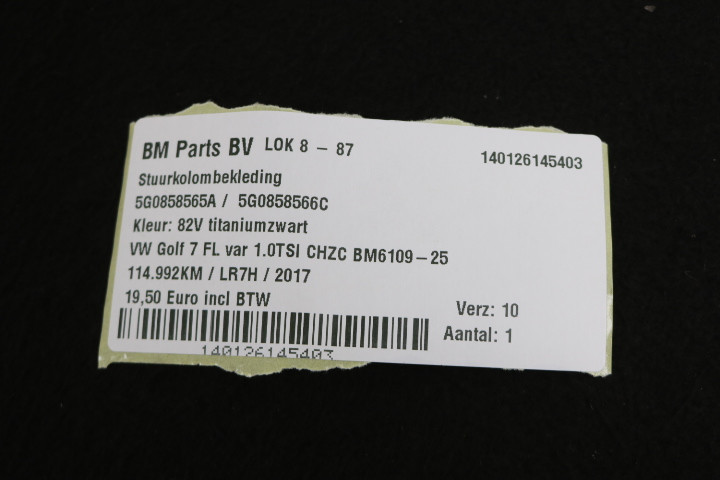 BM Parts BV LOK 8 - 87 140126145403
Stuurkolombekleding
5G0858565A / 5G0858566C
Kleur: 82V titaniumzwart
VW Golf 7 FL var 1.0TSI CHZC BM6109-25
114.992KM / LR7H / 2017
19,50 Euro incl BTW
Verz: 10
Aantal: 1
140126145403